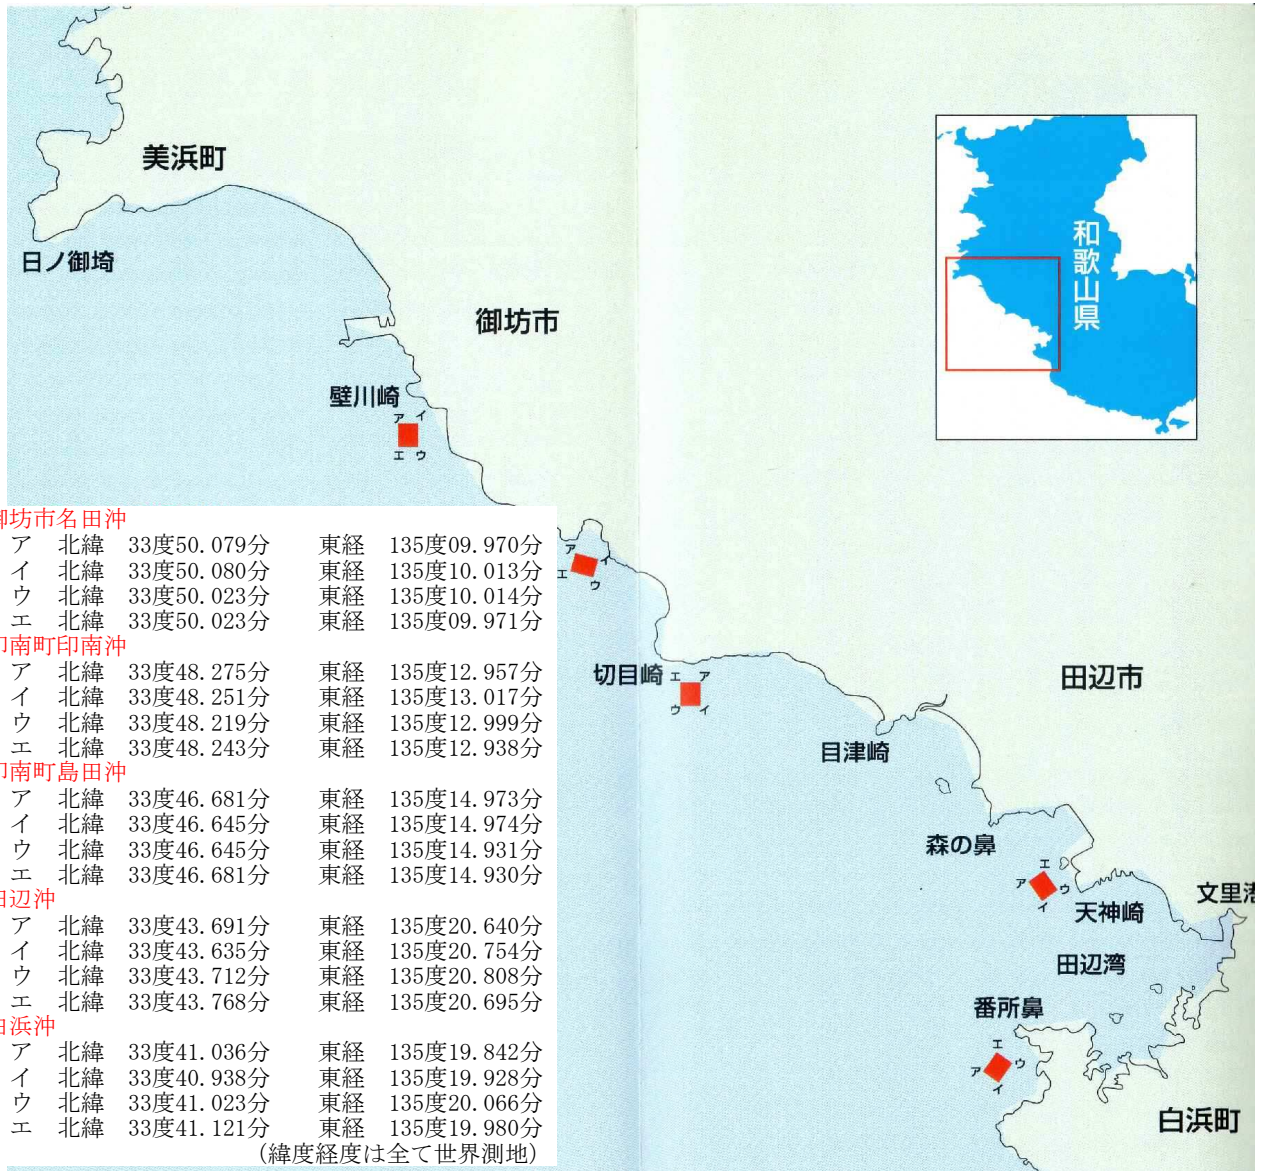 美浜町
日ノ御埼
御坊市
和歌山県
壁川崎
ア イ
エ ウ
ア イ
エ ウ
切目崎
エ ア
ウ イ
田辺市
目津崎
森の鼻
エ
ア ウ
イ
天神崎
文里港
田辺湾
番所鼻
エ
ア ウ
イ
白浜町
御坊市名田沖
ア 北緯 33度50.079分 東経 135度09.970分
イ 北緯 33度50.080分 東経 135度10.013分
ウ 北緯 33度50.023分 東経 135度10.014分
エ 北緯 33度50.023分 東経 135度09.971分
印南町印南沖
ア 北緯 33度48.275分 東経 135度12.957分
イ 北緯 33度48.251分 東経 135度13.017分
ウ 北緯 33度48.219分 東経 135度12.999分
エ 北緯 33度48.243分 東経 135度12.938分
印南町島田沖
ア 北緯 33度46.681分 東経 135度14.973分
イ 北緯 33度46.645分 東経 135度14.974分
ウ 北緯 33度46.645分 東経 135度14.931分
エ 北緯 33度46.681分 東経 135度14.930分
田辺沖
ア 北緯 33度43.691分 東経 135度20.640分
イ 北緯 33度43.635分 東経 135度20.754分
ウ 北緯 33度43.712分 東経 135度20.808分
エ 北緯 33度43.768分 東経 135度20.695分
白浜沖
ア 北緯 33度41.036分 東経 135度19.842分
イ 北緯 33度40.938分 東経 135度19.928分
ウ 北緯 33度41.023分 東経 135度20.066分
エ 北緯 33度41.121分 東経 135度19.980分
(緯度経度は全て世界測地)